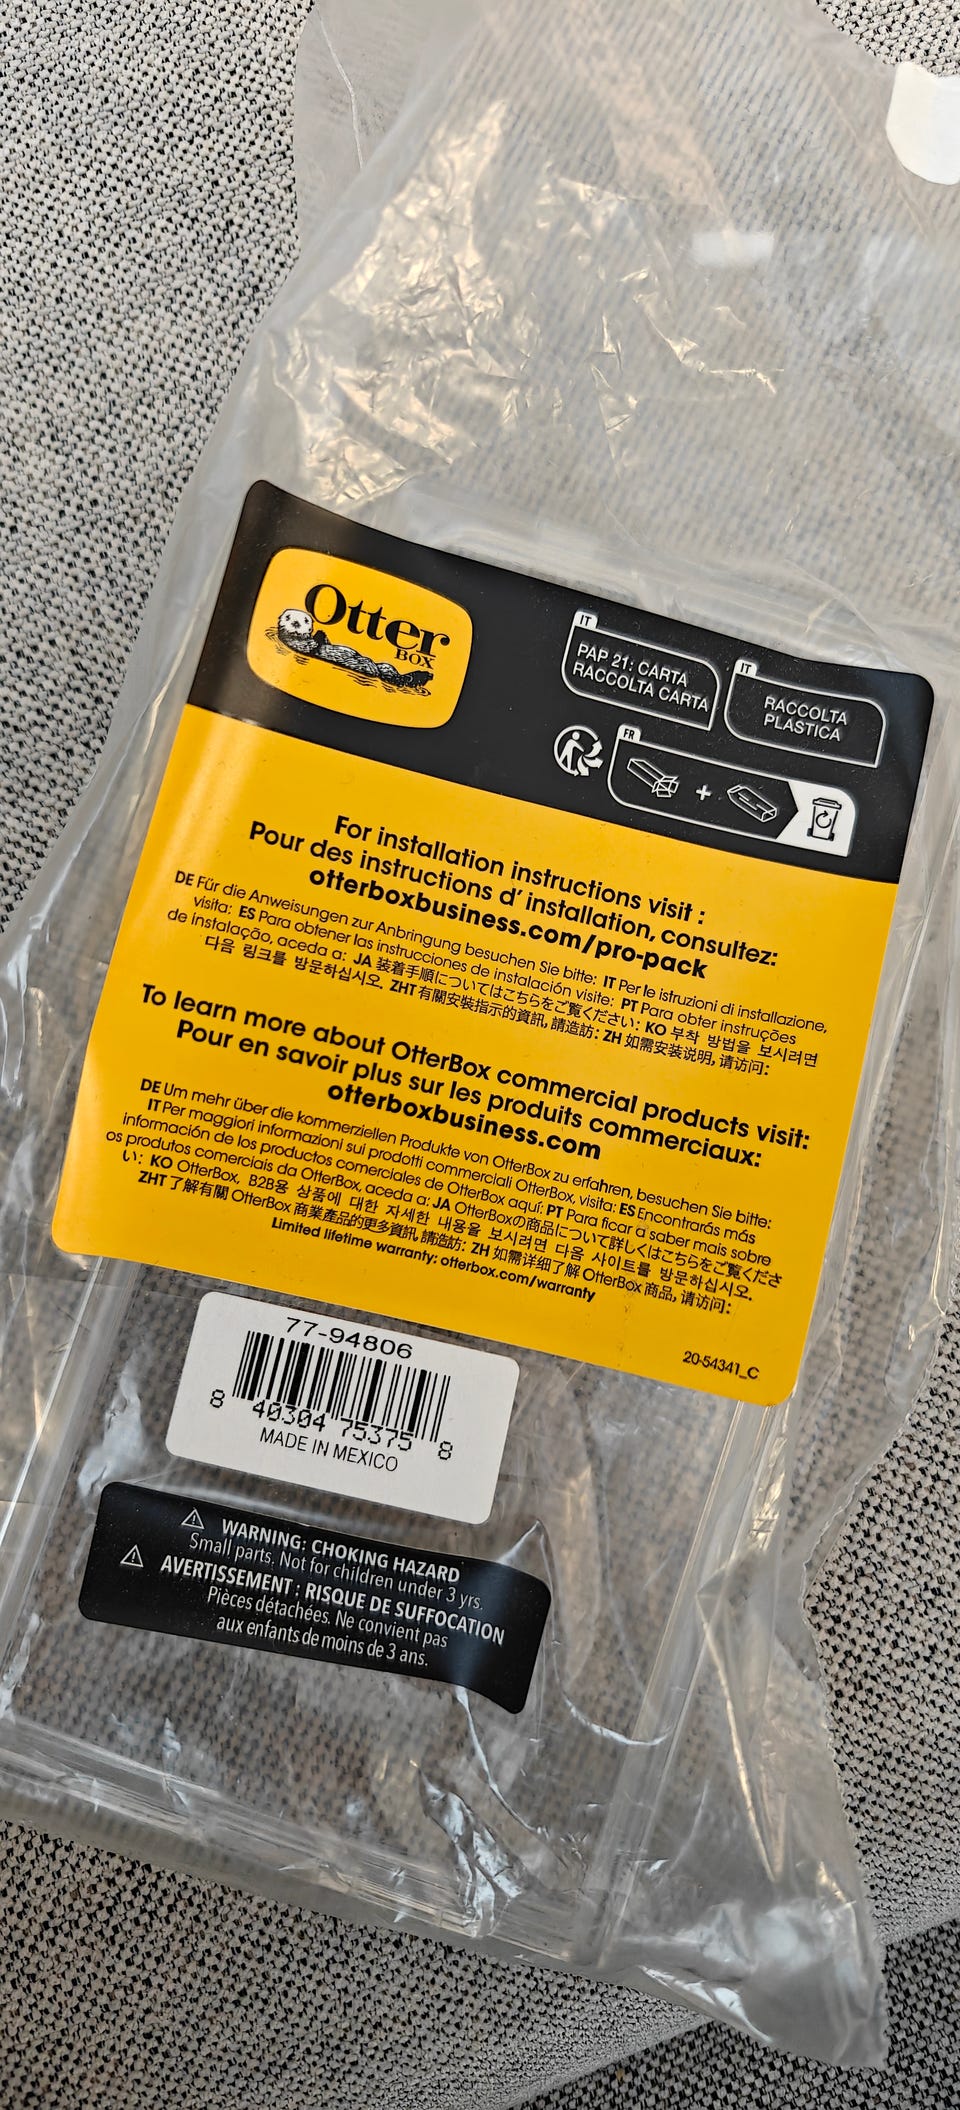 Otter
BOX
IT
PAP 21: CARTA
RACCOLTA CARTA
IT
RACCOLTA
PLASTICA
FR
+
For installation instructions visit :
Pour des instructions d' installation, consultez:
otterboxbusiness.com/pro-pack
DE Für die Anweisungen zur Anbringung besuchen Sie bitte: IT Per le istruzioni di installazione,
visita: ES Para obtener las instrucciones de instalación visite: PT Para obter instruções
de instalação, aceda a: JA 装着手順についてはこちらをご覧ください: KO 부착 방법을 보시려면
다음 링크를 방문하십시오. ZHT 有關安裝指示的資訊, 請造訪: ZH 如需安装说明, 请访问:
To learn more about OtterBox commercial products visit:
Pour en savoir plus sur les produits commerciaux:
otterboxbusiness.com
DE Um mehr über die kommerziellen Produkte von OtterBox zu erfahren, besuchen Sie bitte:
IT Per maggiori informazioni sui prodotti commerciali OtterBox, visita: ES Encontrarás más
información de los productos comerciales de OtterBox aquí: PT Para ficar a saber mais sobre
os produtos comerciais da OtterBox, aceda a: JA OtterBoxの商品について詳しくはこちらをご覧くださ
い: KO OtterBox, B2B용 상품에 대한 자세한 내용을 보시려면 다음 사이트를 방문하십시오.
ZHT 了解有關 OtterBox 商業產品的更多資訊, 請造訪: ZH 如需详细了解 OtterBox 商品, 请访问:
Limited lifetime warranty: otterbox.com/warranty
20-54341_C
77-94806
8 40304 75375 8
MADE IN MEXICO
WARNING: CHOKING HAZARD
Small parts. Not for children under 3 yrs.
AVERTISSEMENT : RISQUE DE SUFFOCATION
Pièces détachées. Ne convient pas
aux enfants de moins de 3 ans.